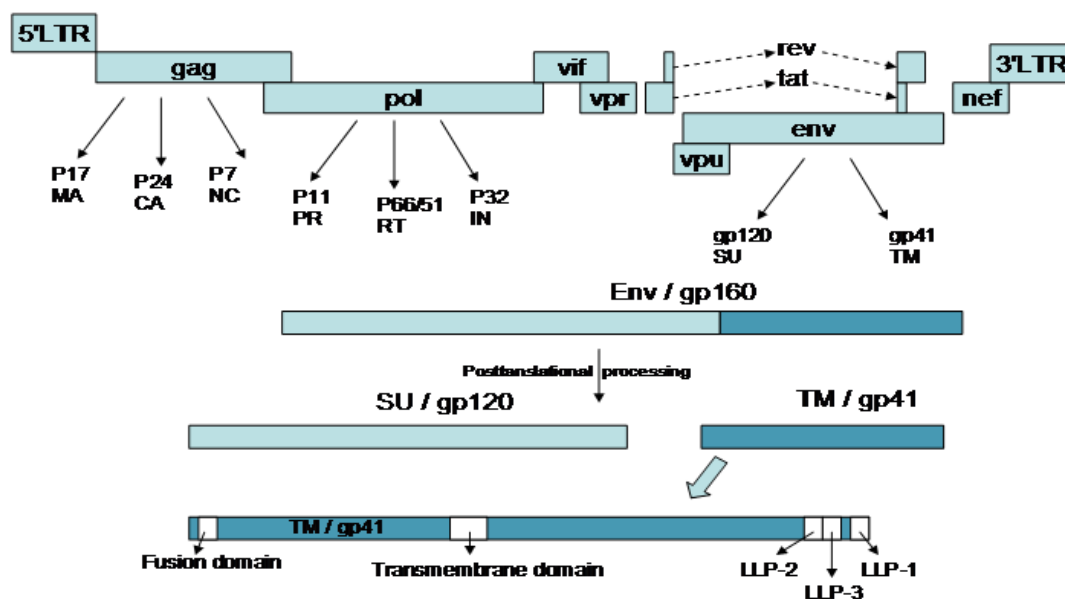 5'LTR
gag
pol
vif
vpr
rev
tat
env
vpu
nef
3'LTR
P17
MA
P24
CA
P7
NC
P11
PR
P66/51
RT
P32
IN
gp120
SU
gp41
TM
Env / gp160
Posttranslational processing
SU / gp120
TM / gp41
TM / gp41
Fusion domain
Transmembrane domain
LLP-2
LLP-3
LLP-1